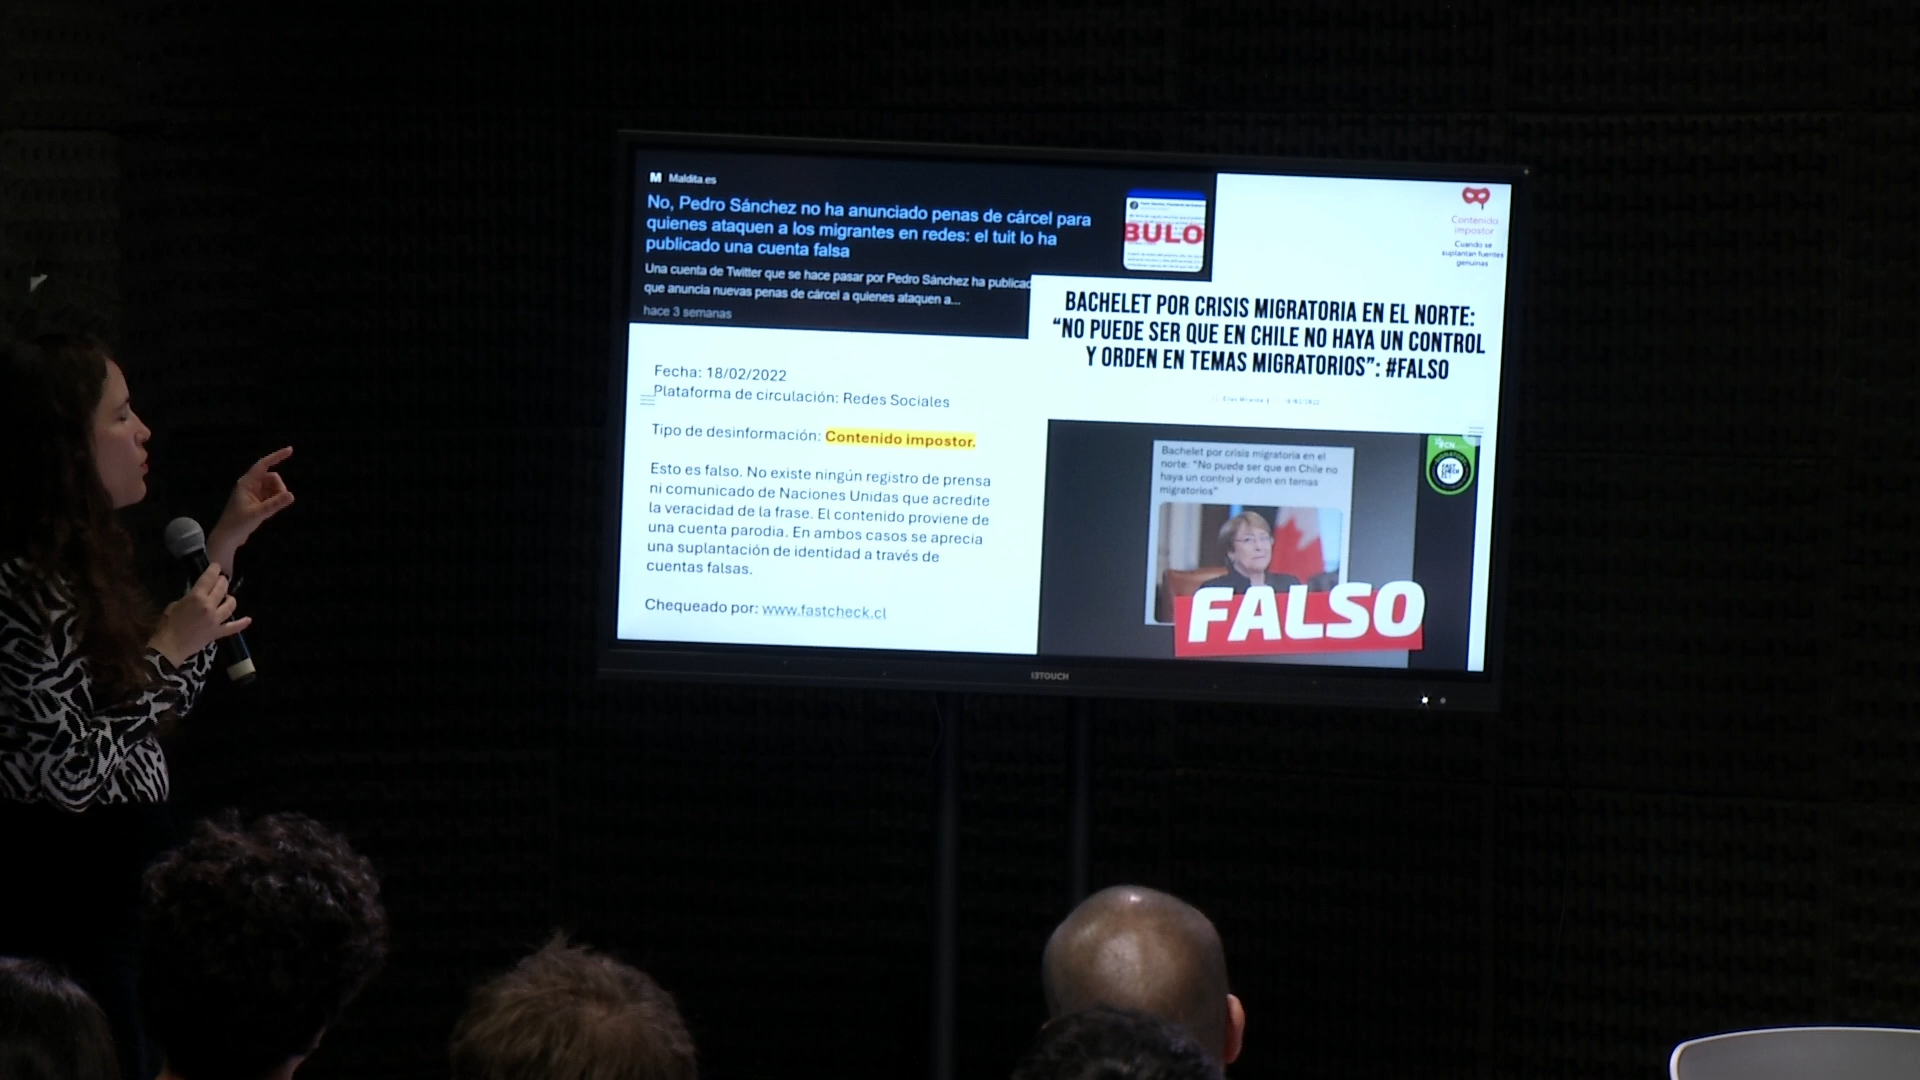 M Maldita.es
No, Pedro Sánchez no ha anunciado penas de cárcel para
quienes ataquen a los migrantes en redes: el tuit lo ha
publicado una cuenta falsa
Una cuenta de Twitter que se hace pasar por Pedro Sánchez ha publicad
que anuncia nuevas penas de cárcel a quienes ataquen a...
hace 3 semanas
BULO
Contenido
impostor
Cuando se
suplantan fuentes
genuinas
BACHELET POR CRISIS MIGRATORIA EN EL NORTE:
“NO PUEDE SER QUE EN CHILE NO HAYA UN CONTROL
Y ORDEN EN TEMAS MIGRATORIOS”: #FALSO
Fecha: 18/02/2022
Plataforma de circulación: Redes Sociales
Tipo de desinformación: Contenido impostor.
Esto es falso. No existe ningún registro de prensa
ni comunicado de Naciones Unidas que acredite
la veracidad de la frase. El contenido proviene de
una cuenta parodia. En ambos casos se aprecia
una suplantación de identidad a través de
cuentas falsas.
Chequeado por: www.fastcheck.cl
Bachelet por crisis migratoria en el
norte: "No puede ser que en Chile no
haya un control y orden en temas
migratorios"
FALSO
i3TOUCH